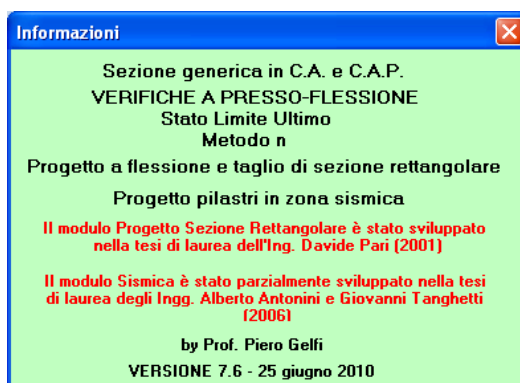 Informazioni
Sezione generica in C.A. e C.A.P.
VERIFICHE A PRESSO-FLESSIONE
Stato Limite Ultimo
Metodo n
Progetto a flessione e taglio di sezione rettangolare
Progetto pilastri in zona sismica
Il modulo Progetto Sezione Rettangolare è stato sviluppato
nella tesi di laurea dell'Ing. Davide Pari (2001)
Il modulo Sismica è stato parzialmente sviluppato nella tesi
di laurea degli Ingg. Alberto Antonini e Giovanni Tanghetti
(2006)
by Prof. Piero Gelfi
VERSIONE 7.6 - 25 giugno 2010